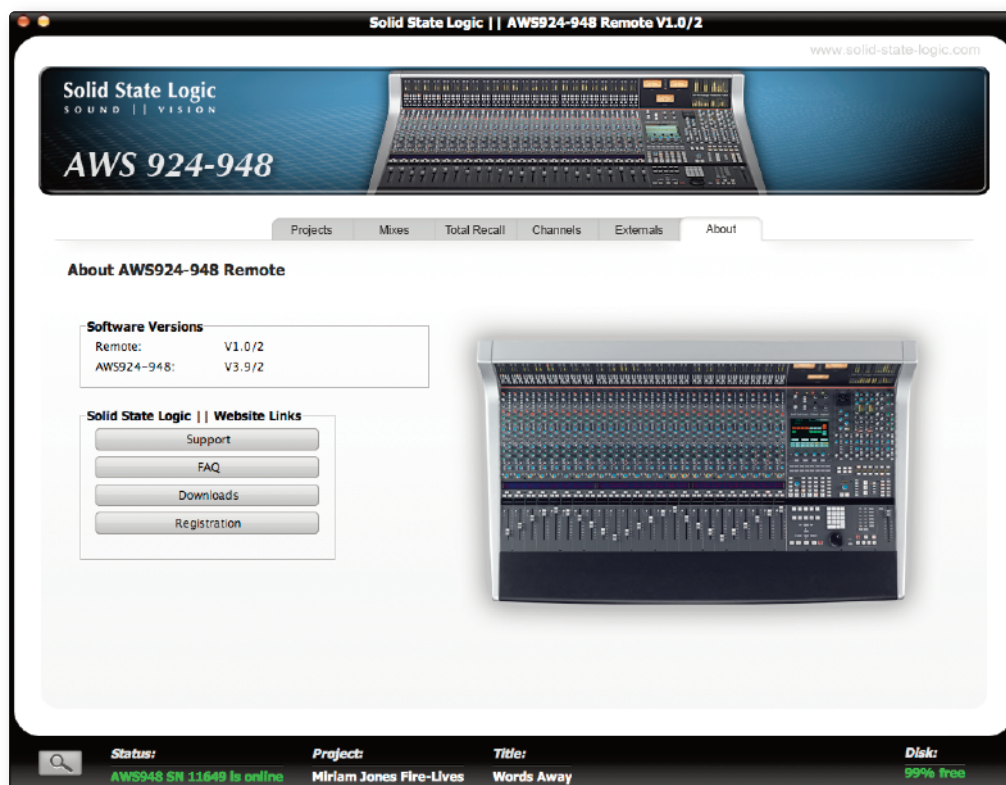 Solid State Logic || AWS924-948 Remote V1.0/2
www.solid-state-logic.com
Solid State Logic
SOUND || VISION
AWS 924-948
Projects Mixes Total Recall Channels Externals About
About AWS924-948 Remote
Software Versions
Remote: V1.0/2
AWS924-948: V3.9/2
Solid State Logic || Website Links
Support
FAQ
Downloads
Registration
Status: Project: Title: Disk:
AWS948 SN 11649 is online Miriam Jones Fire-Lives Words Away 99% free